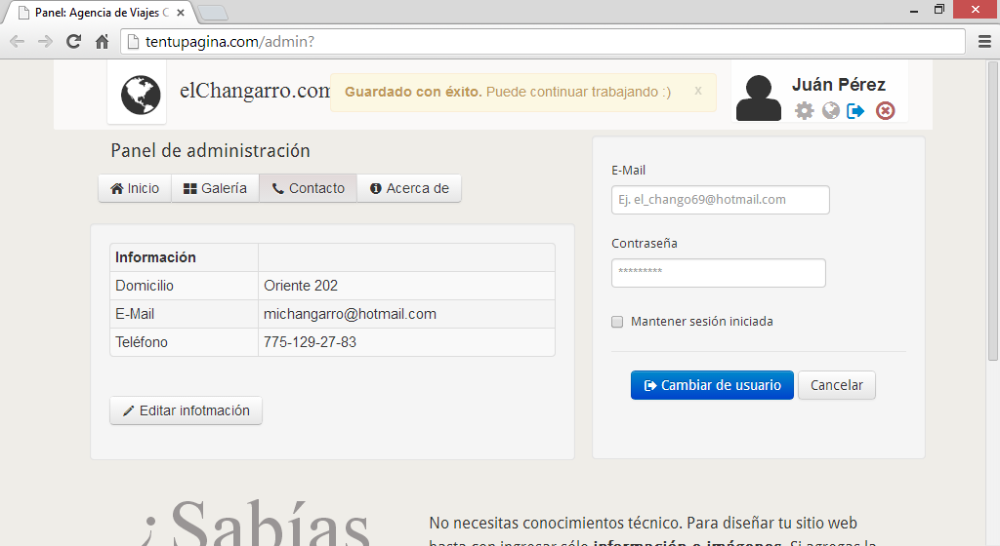 Panel: Agencia de Viajes C
tentupagina.com/admin?
elChangarro.com
Guardado con éxito. Puede continuar trabajando :)
x
Juán Pérez
Panel de administración
Inicio
Galería
Contacto
Acerca de
Información
Domicilio Oriente 202
E-Mail michangarro@hotmail.com
Teléfono 775-129-27-83
Editar infotmación
E-Mail
Ej. el_chango69@hotmail.com
Contraseña
*********
Mantener sesión iniciada
Cambiar de usuario
Cancelar
¿Sabías
No necesitas conocimientos técnico. Para diseñar tu sitio web
basta con ingresar sólo información e imágenes. Si agregas la